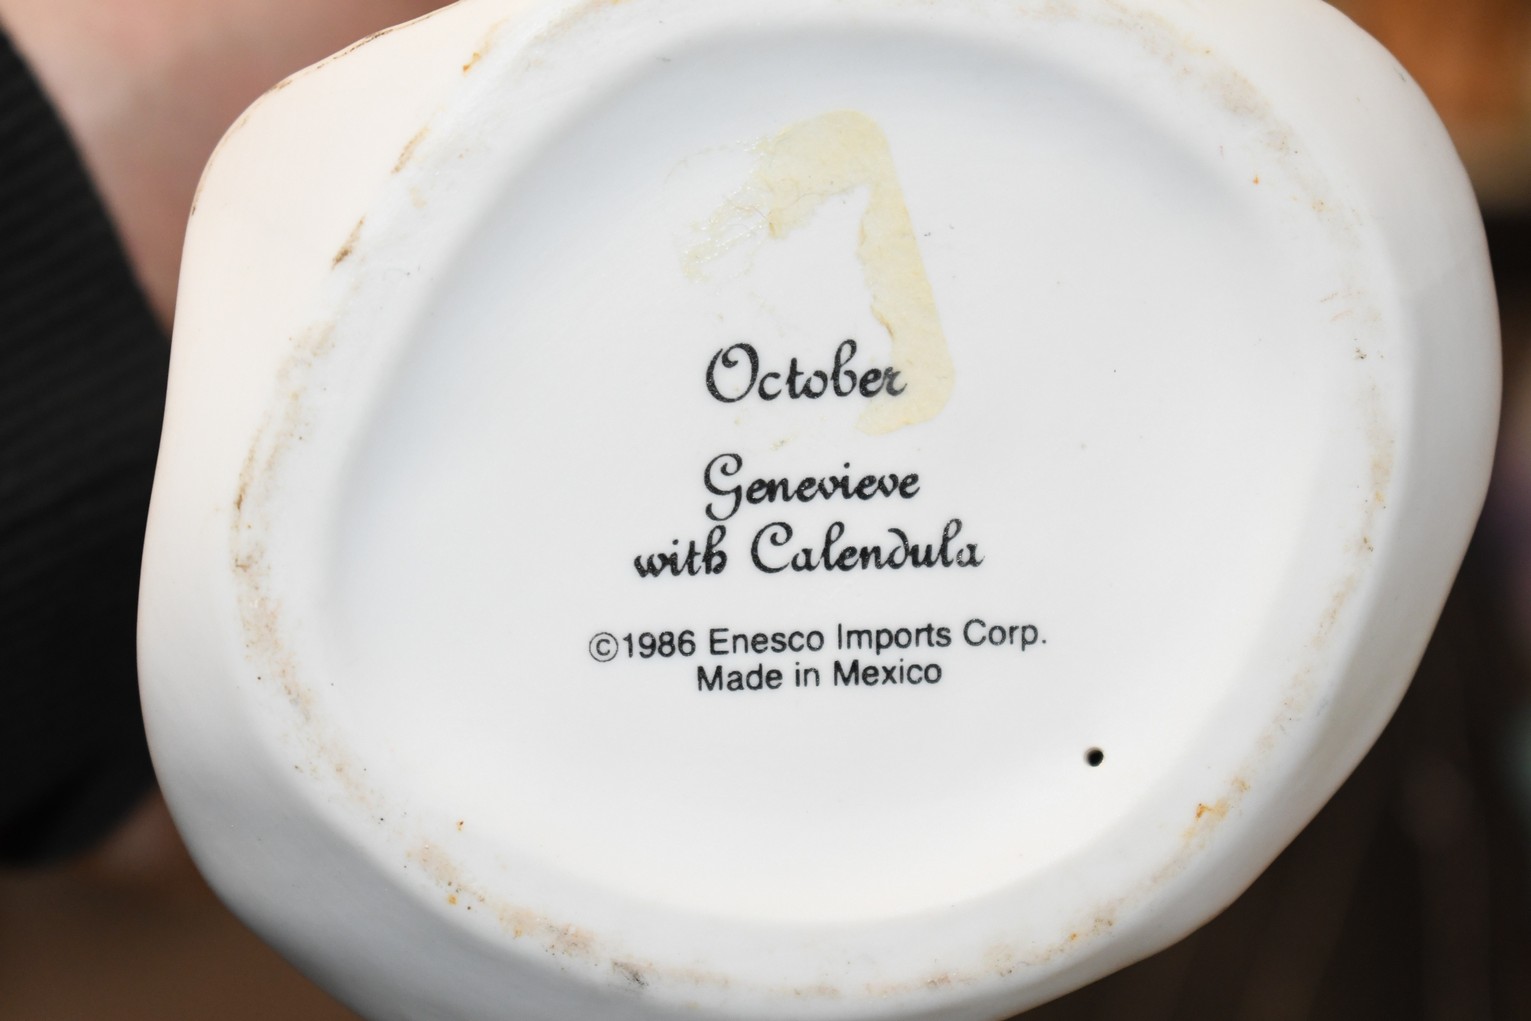 October
Genevieve
with Calendula
©1986 Enesco Imports Corp.
Made in Mexico